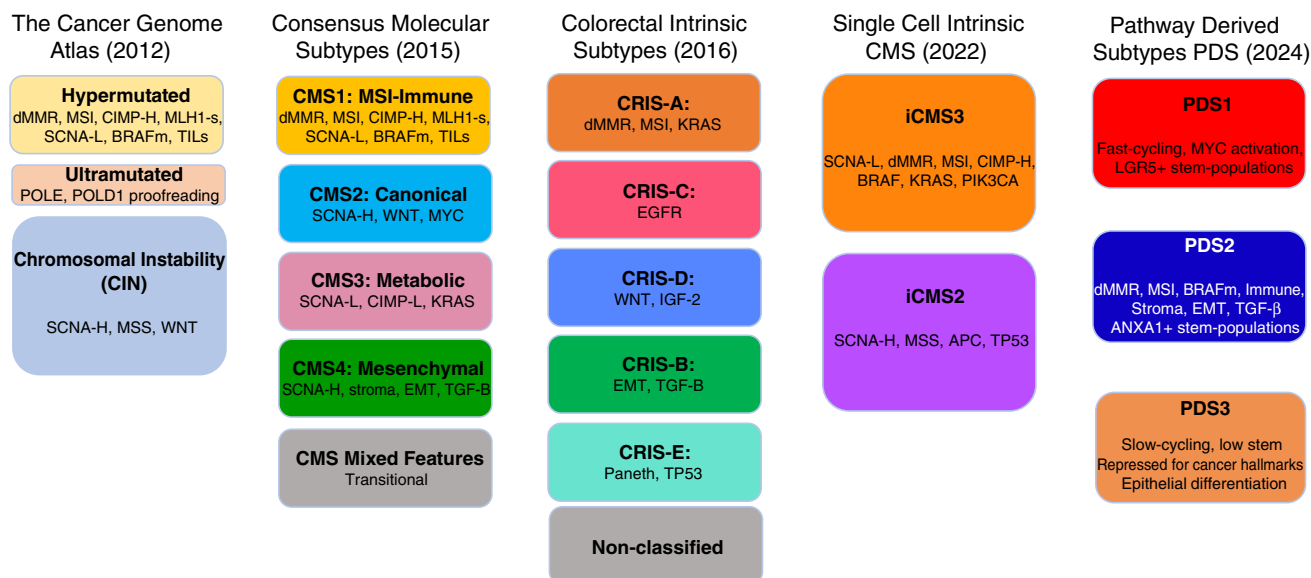 The Cancer Genome
Atlas (2012)
Hypermutated
dMMR, MSI, CIMP-H, MLH1-s,
SCNA-L, BRAFm, TILs
Ultramutated
POLE, POLD1 proofreading
Chromosomal Instability
(CIN)
SCNA-H, MSS, WNT
Consensus Molecular
Subtypes (2015)
CMS1: MSI-Immune
dMMR, MSI, CIMP-H, MLH1-s,
SCNA-L, BRAFm, TILs
CMS2: Canonical
SCNA-H, WNT, MYC
CMS3: Metabolic
SCNA-L, CIMP-L, KRAS
CMS4: Mesenchymal
SCNA-H, stroma, EMT, TGF-B
CMS Mixed Features
Transitional
Colorectal Intrinsic
Subtypes (2016)
CRIS-A:
dMMR, MSI, KRAS
CRIS-C:
EGFR
CRIS-D:
WNT, IGF-2
CRIS-B:
EMT, TGF-B
CRIS-E:
Paneth, TP53
Non-classified
Single Cell Intrinsic
CMS (2022)
iCMS3
SCNA-L, dMMR, MSI, CIMP-H,
BRAF, KRAS, PIK3CA
iCMS2
SCNA-H, MSS, APC, TP53
Pathway Derived
Subtypes PDS (2024)
PDS1
Fast-cycling, MYC activation,
LGR5+ stem-populations
PDS2
dMMR, MSI, BRAFm, Immune,
Stroma, EMT, TGF-β
ANXA1+ stem-populations
PDS3
Slow-cycling, low stem
Repressed for cancer hallmarks
Epithelial differentiation